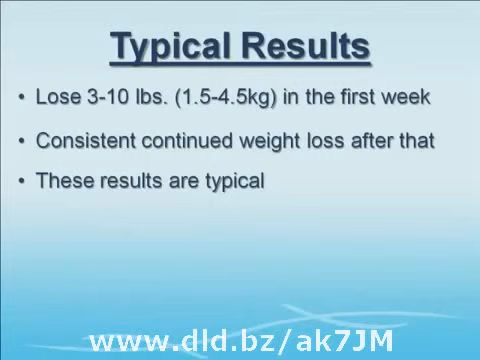 Typical Results
• Lose 3-10 lbs. (1.5-4.5kg) in the first week
• Consistent continued weight loss after that
• These results are typical
www.dld.bz/ak7JM